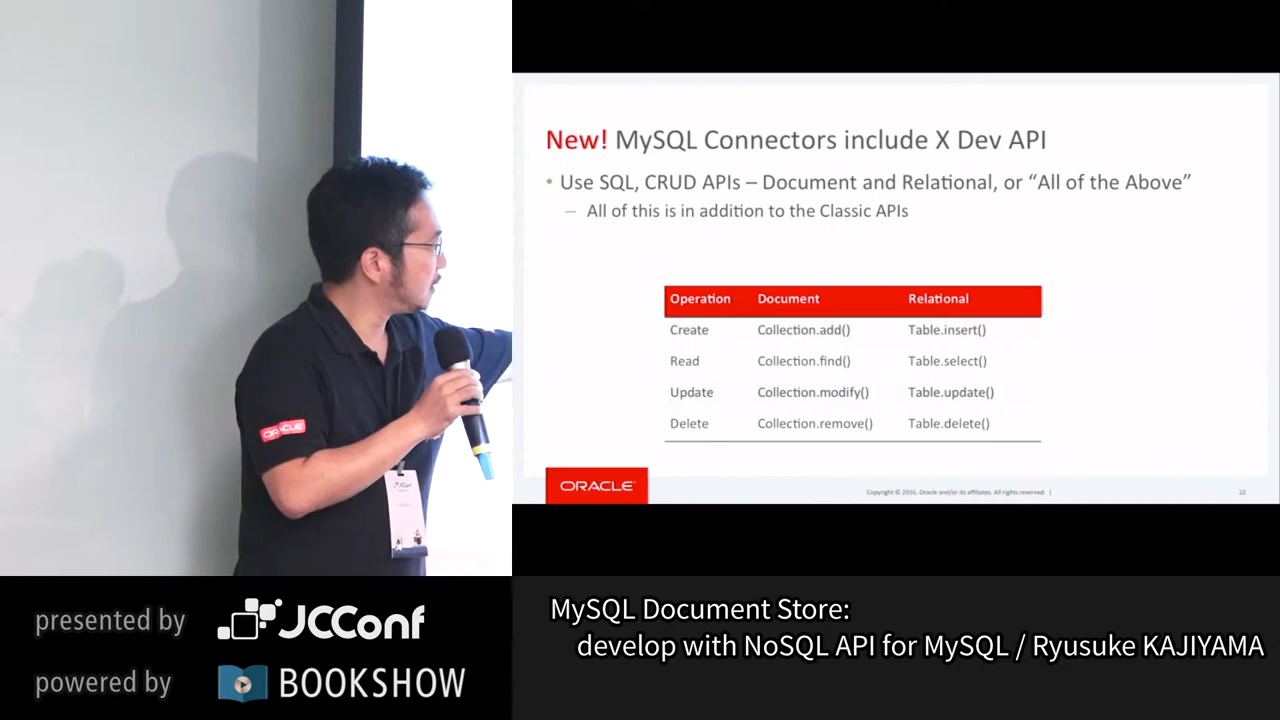 New! MySQL Connectors include X Dev API
• Use SQL, CRUD APIs – Document and Relational, or “All of the Above”
– All of this is in addition to the Classic APIs
Operation Document Relational
Create Collection.add() Table.insert()
Read Collection.find() Table.select()
Update Collection.modify() Table.update()
Delete Collection.remove() Table.delete()
ORACLE
Copyright © 2016, Oracle and/or its affiliates. All rights reserved. |
22
ORACLE
JCConf
presented by JCConf
powered by BOOKSHOW
MySQL Document Store:
develop with NoSQL API for MySQL / Ryusuke KAJIYAMA